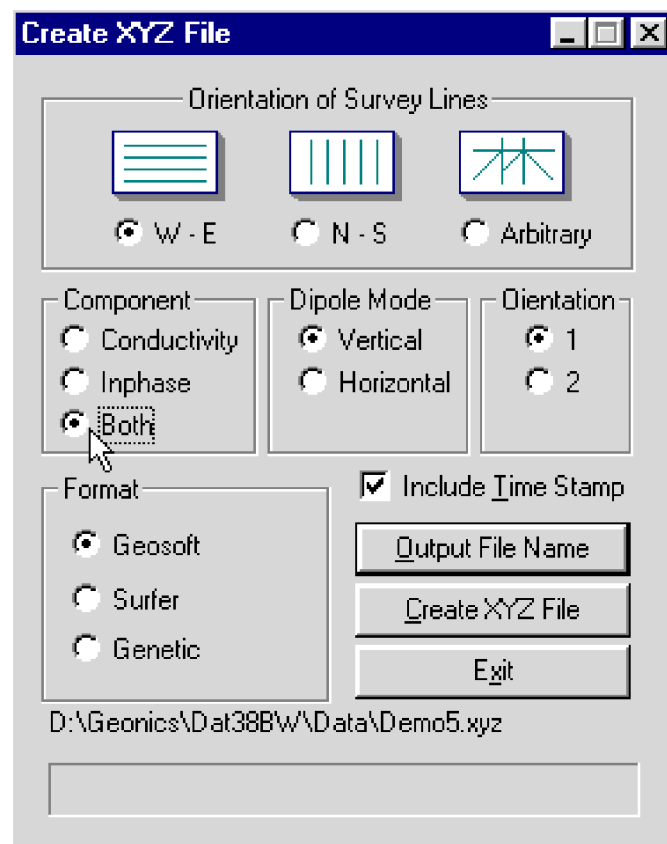 Create XYZ File
Orientation of Survey Lines
W - E
N - S
Arbitrary
Component
Conductivity
Inphase
Both
Dipole Mode
Vertical
Horizontal
Oientation
1
2
Format
Geosoft
Surfer
Genetic
Include Time Stamp
Output File Name
Create XYZ File
Exit
D:\Geonics\Dat38BW\Data\Demo5.xyz